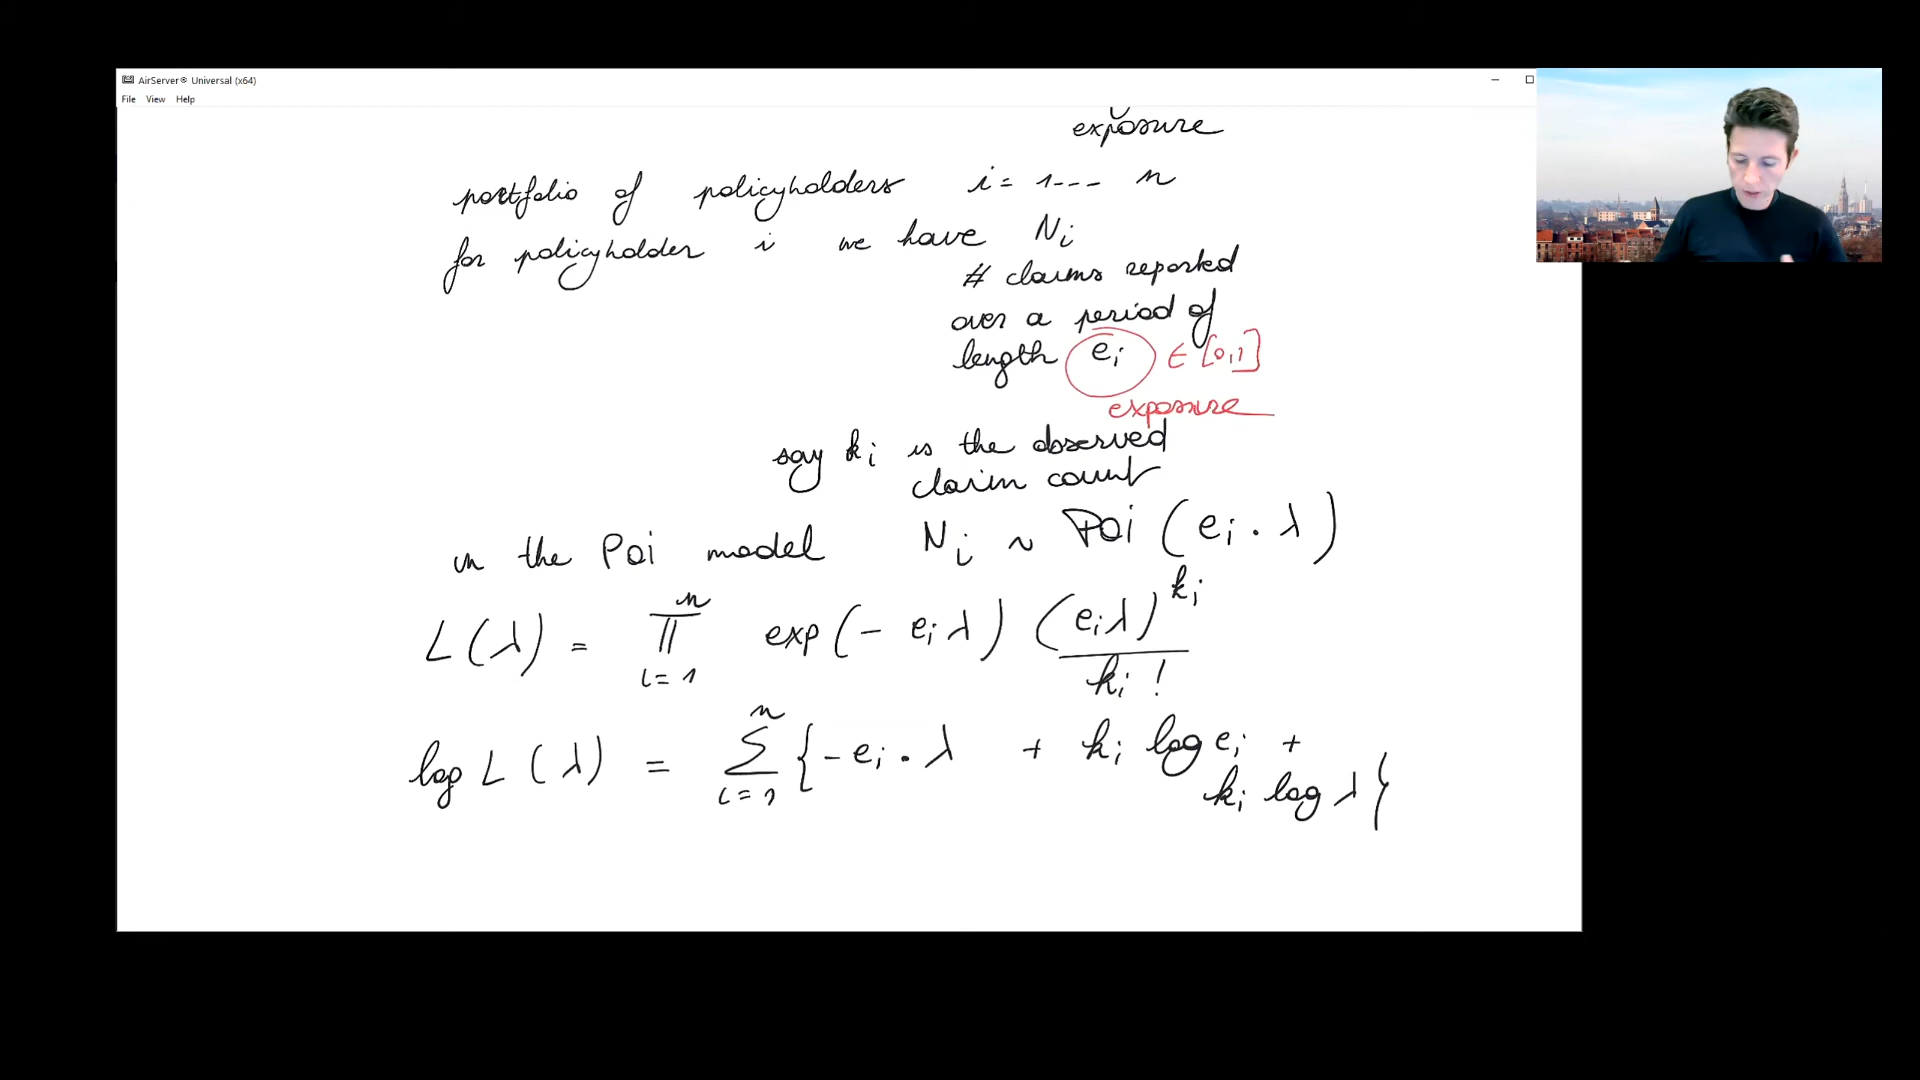 AirServer® Universal (x64)
File View Help
exposure
portfolio of policyholders i = 1--- n
for policyholder i we have Nᵢ
# claims reported
over a period of
length eᵢ ∈ [0,1]
exposure
say kᵢ is the observed
claim count
in the Poi model Nᵢ ~ Poi (eᵢ . λ)
L(λ) = ∏ᵢ₌₁ⁿ exp(- eᵢ λ) (eᵢ λ)^kᵢ / kᵢ !
log L (λ) = ∑ᵢ₌₁ⁿ {- eᵢ . λ + kᵢ log eᵢ +
kᵢ log λ}